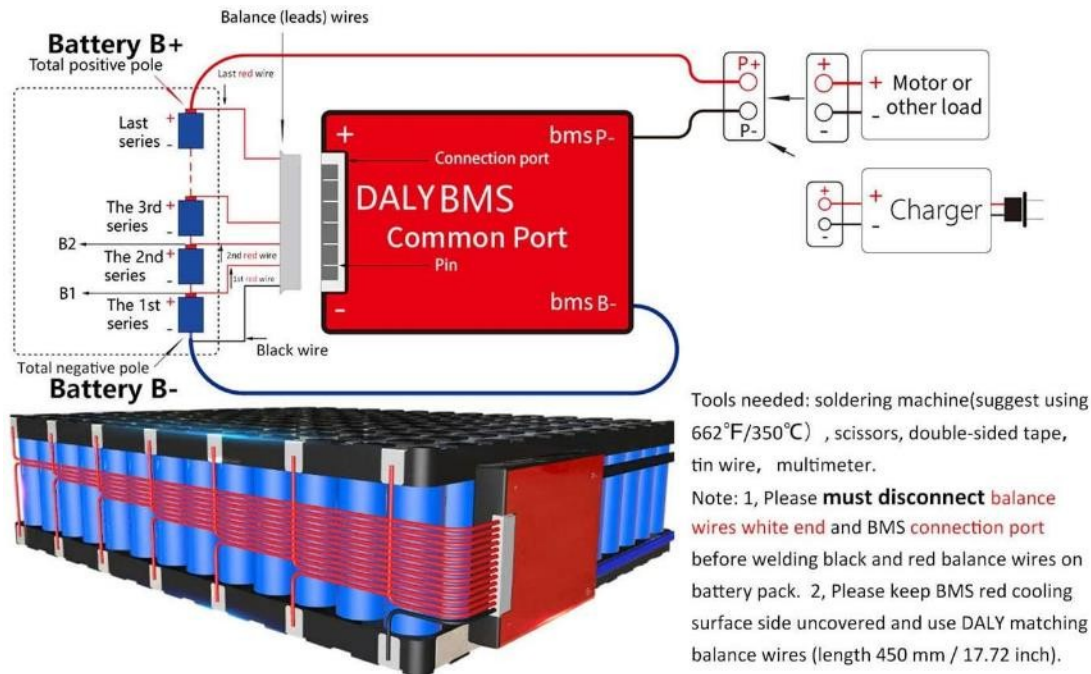 Balance (leads) wires
Battery B+
Total positive pole
Last red wire
P+
+
+
Motor or
other load
-
-
P-
Last
series
+
-
+
bms P-
Connection port
DALY BMS
Common Port
Pin
-
bms B-
+
-
+
-
Charger
The 3rd
series
+
-
B2
2nd red wire
The 2nd
series
+
-
1st red wire
B1
The 1st
series
+
-
Black wire
Total negative pole
Battery B-
Tools needed: soldering machine(suggest using
662°F/350℃) , scissors, double-sided tape,
tin wire, multimeter.
Note: 1, Please must disconnect balance
wires white end and BMS connection port
before welding black and red balance wires on
battery pack. 2, Please keep BMS red cooling
surface side uncovered and use DALY matching
balance wires (length 450 mm / 17.72 inch).